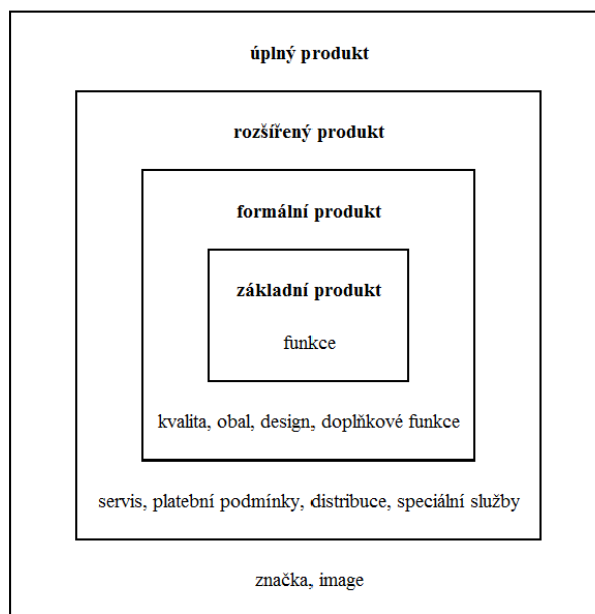 úplný produkt
rozšířený produkt
formální produkt
základní produkt
funkce
kvalita, obal, design, doplňkové funkce
servis, platební podmínky, distribuce, speciální služby
značka, image